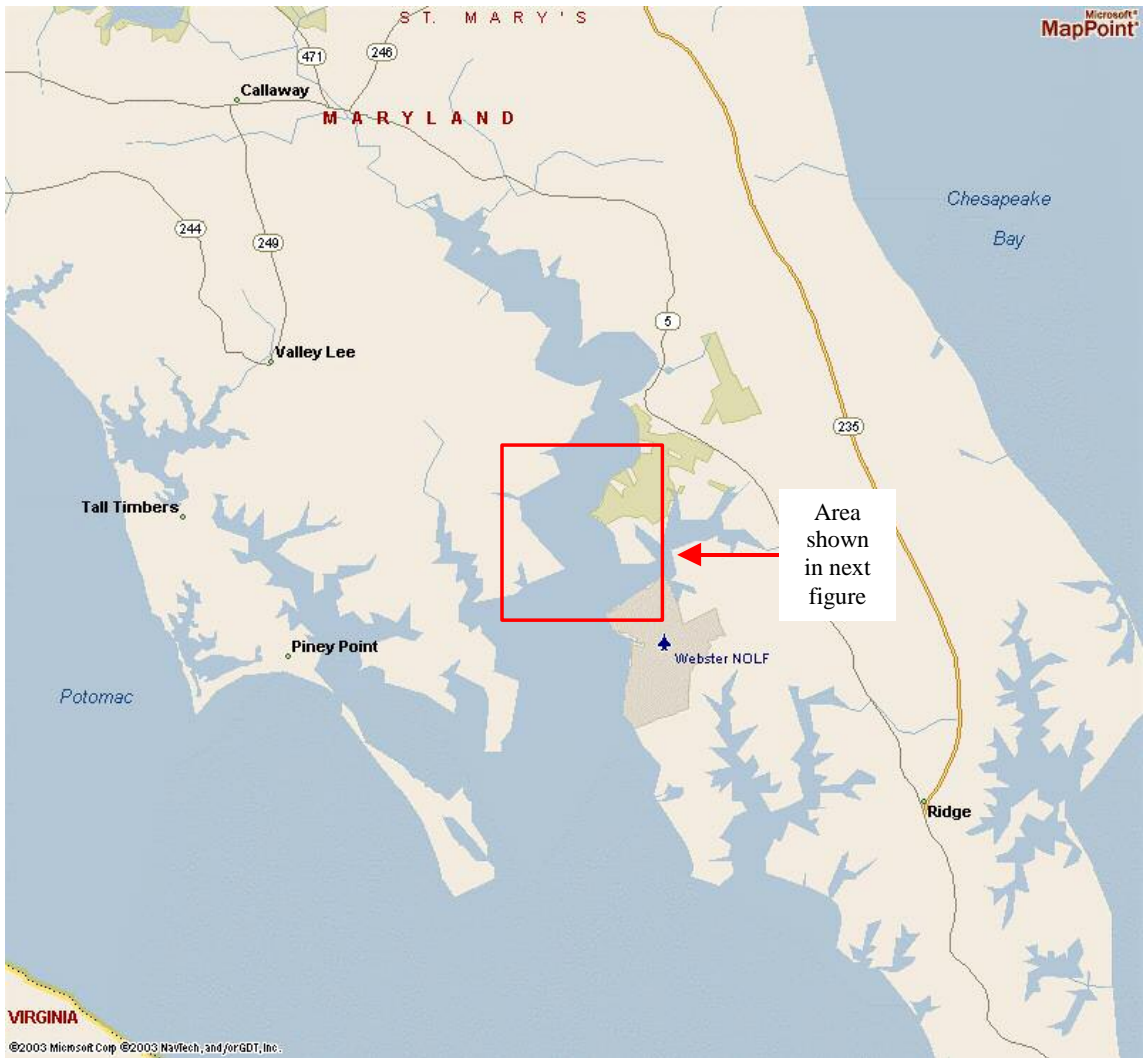 ST. MARY'S
Microsoft®
MapPoint®
471
246
Callaway
MARYLAND
Chesapeake
Bay
244
249
5
Valley Lee
235
Tall Timbers
Area
shown
in next
figure
Piney Point
Webster NOLF
Potomac
Ridge
VIRGINIA
©2003 Microsoft Corp ©2003 NavTech, and/or GDT, Inc.